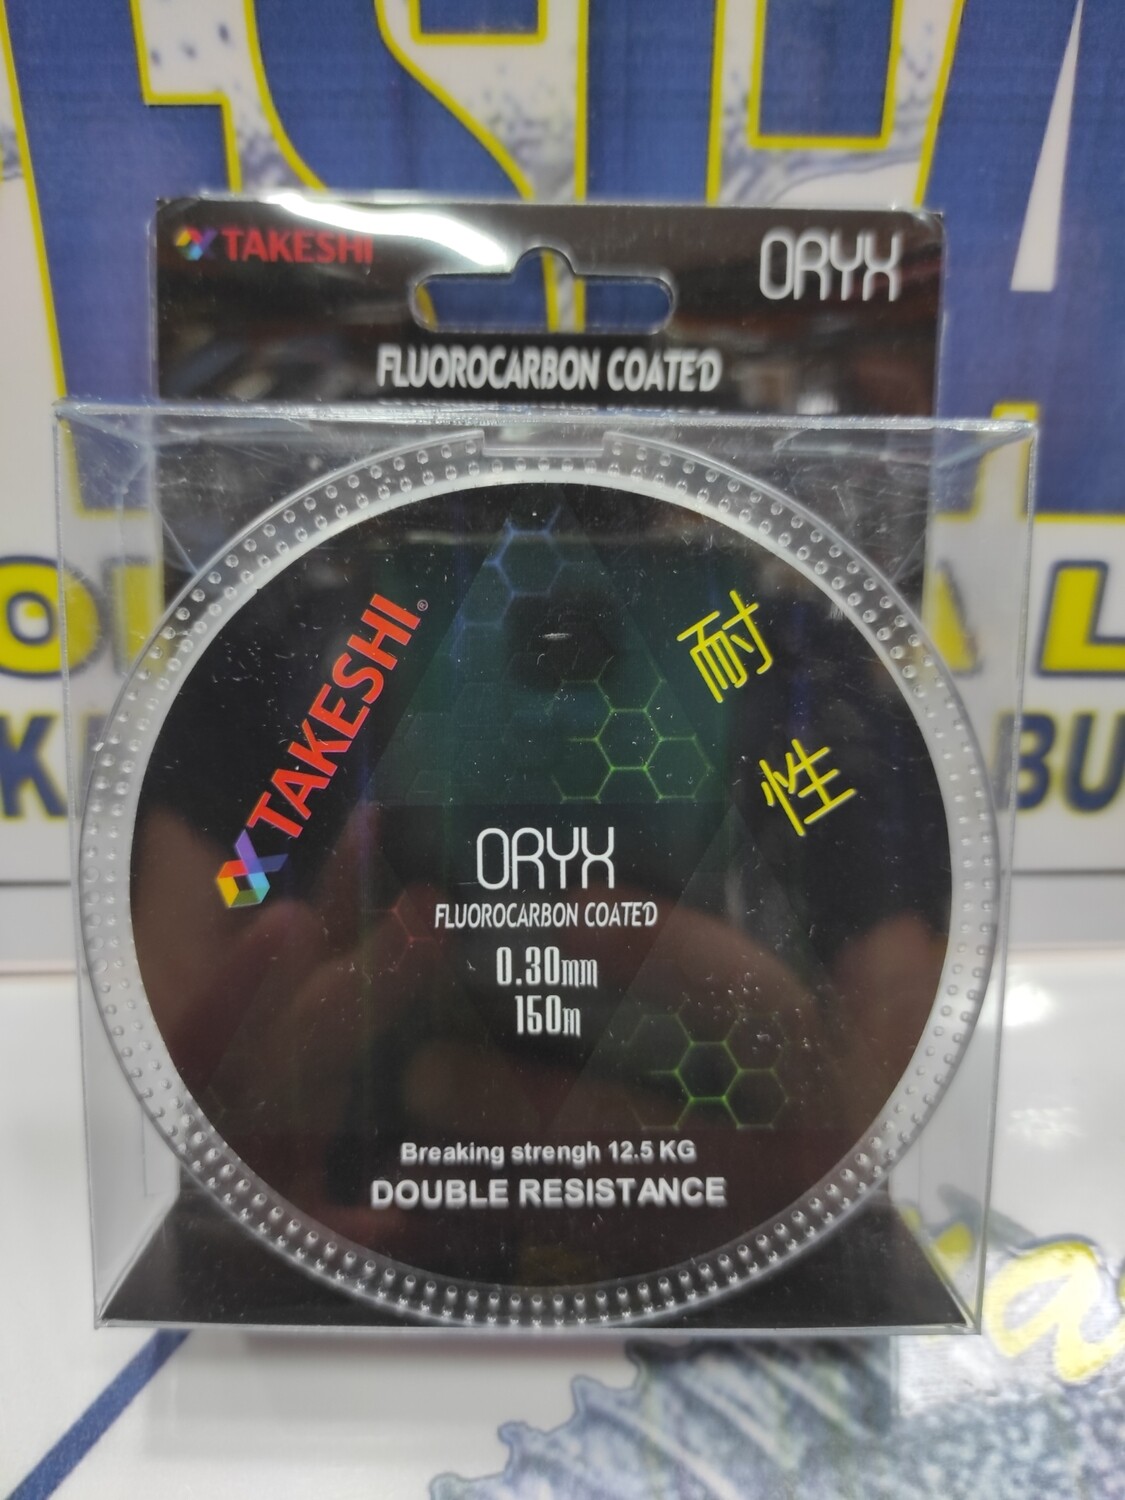 TAKESHI
ORYX
FLUOROCARBON COATED
TAKESHI®
耐性
ORYX
FLUOROCARBON COATED
0.30mm
150m
Breaking strengh 12.5 KG
DOUBLE RESISTANCE
BU